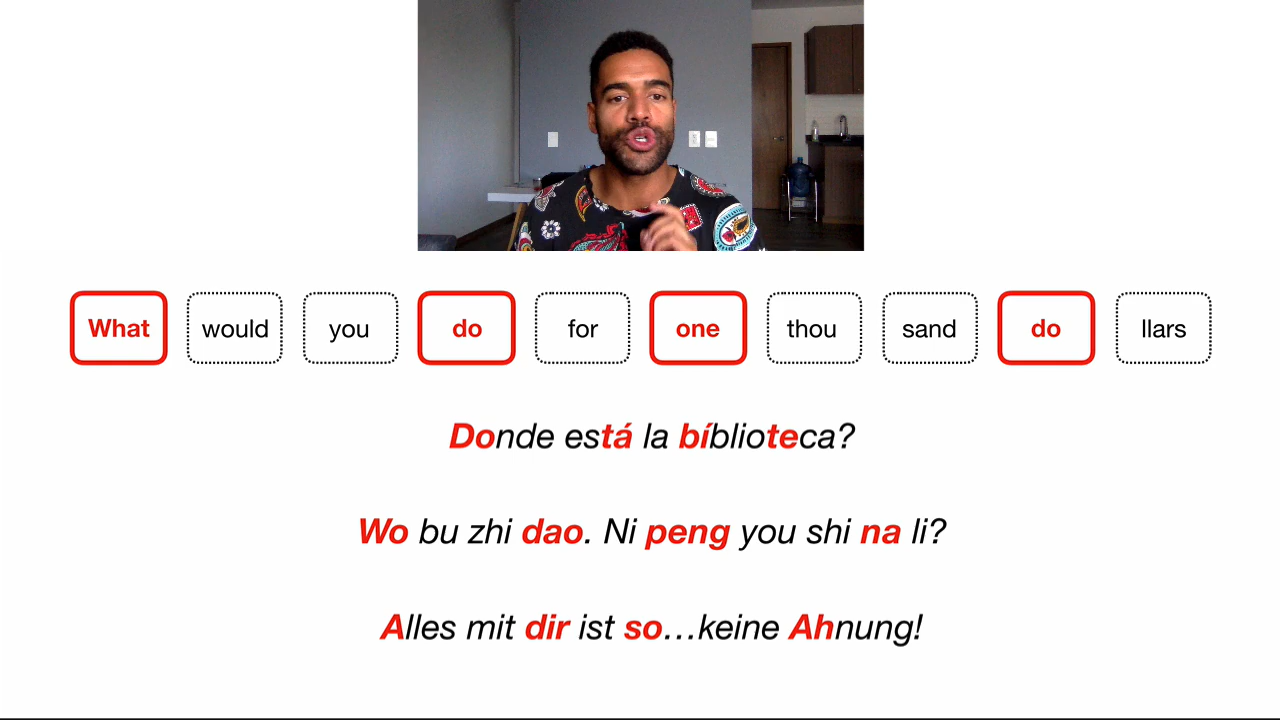 What would you do for one thou sand do llars
Donde está la bíblioteca?
Wo bu zhi dao. Ni peng you shi na li?
Alles mit dir ist so…keine Ahnung!